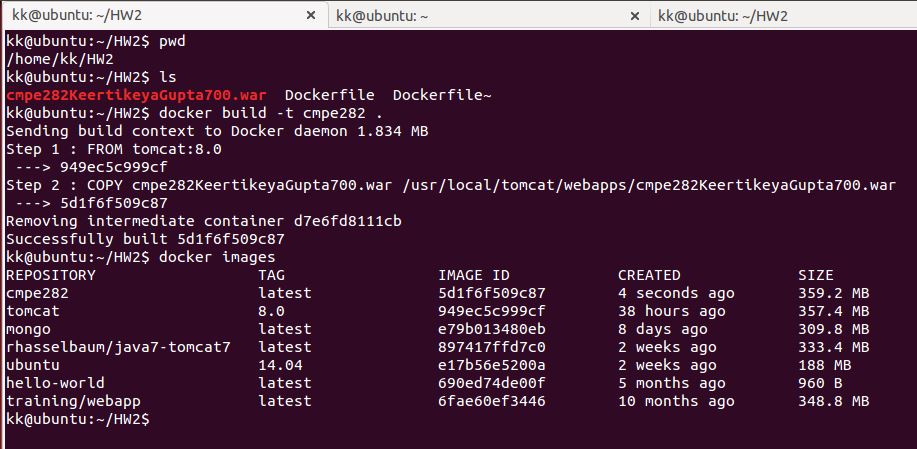 kk@ubuntu: ~/HW2 × kk@ubuntu: ~ × kk@ubuntu: ~/HW2
kk@ubuntu:~/HW2$ pwd
/home/kk/HW2
kk@ubuntu:~/HW2$ ls
cmpe282KeertikeyaGupta700.war  Dockerfile  Dockerfile~
kk@ubuntu:~/HW2$ docker build -t cmpe282 .
Sending build context to Docker daemon 1.834 MB
Step 1 : FROM tomcat:8.0
 ---> 949ec5c999cf
Step 2 : COPY cmpe282KeertikeyaGupta700.war /usr/local/tomcat/webapps/cmpe282KeertikeyaGupta700.war
 ---> 5d1f6f509c87
Removing intermediate container d7e6fd8111cb
Successfully built 5d1f6f509c87
kk@ubuntu:~/HW2$ docker images
REPOSITORY                  TAG                 IMAGE ID            CREATED             SIZE
cmpe282                     latest              5d1f6f509c87        4 seconds ago       359.2 MB
tomcat                      8.0                 949ec5c999cf        38 hours ago        357.4 MB
mongo                       latest              e79b013480eb        8 days ago          309.8 MB
rhasselbaum/java7-tomcat7   latest              897417ffd7c0        2 weeks ago         333.4 MB
ubuntu                      14.04               e17b56e5200a        2 weeks ago         188 MB
hello-world                 latest              690ed74de00f        5 months ago        960 B
training/webapp             latest              6fae60ef3446        10 months ago       348.8 MB
kk@ubuntu:~/HW2$